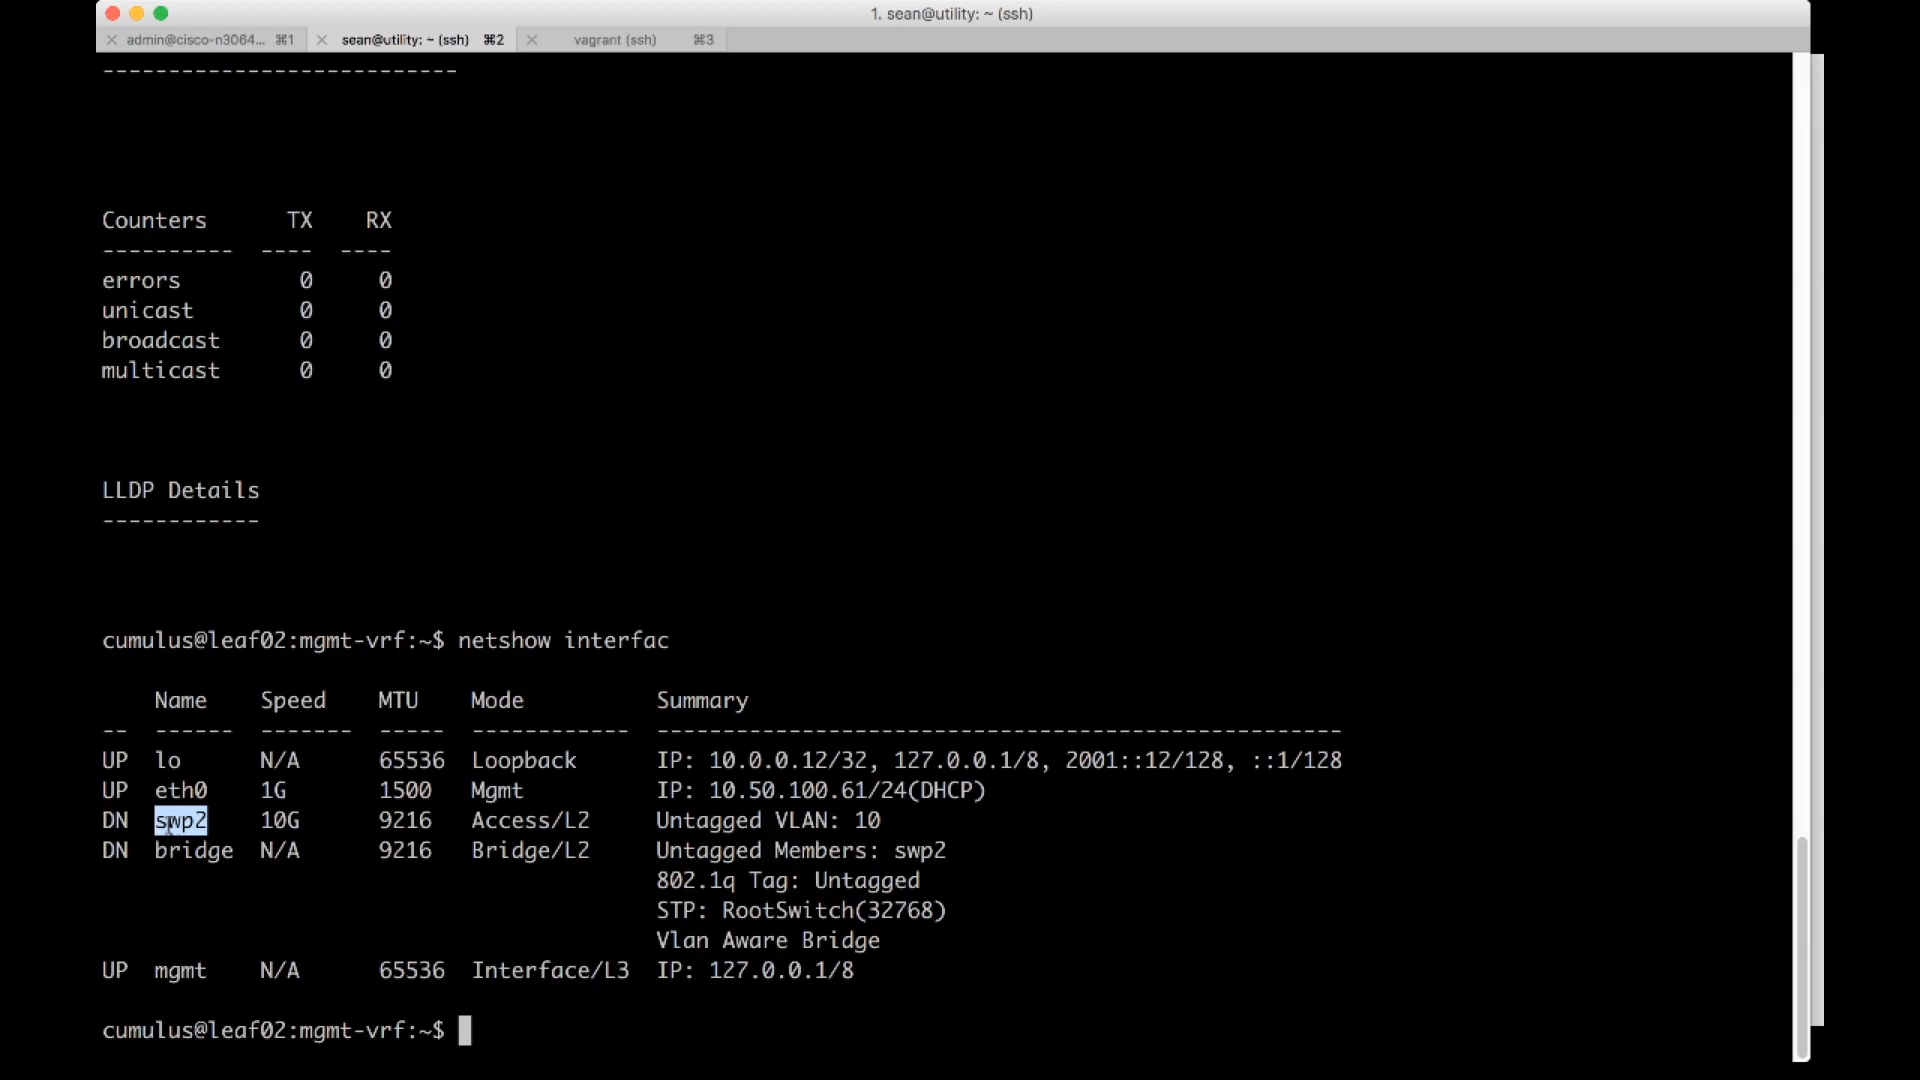 1. sean@utility: ~ (ssh)
admin@cisco-n3064... ⌘1 sean@utility: ~ (ssh) ⌘2 vagrant (ssh) ⌘3
---------------------------
Counters TX RX
---------- ---- ----
errors 0 0
unicast 0 0
broadcast 0 0
multicast 0 0
LLDP Details
------------
cumulus@leaf02:mgmt-vrf:~$ netshow interfac
Name Speed MTU Mode Summary
-- ------ ------- ----- ------------ ----------------------------------------------------
UP lo N/A 65536 Loopback IP: 10.0.0.12/32, 127.0.0.1/8, 2001::12/128, ::1/128
UP eth0 1G 1500 Mgmt IP: 10.50.100.61/24(DHCP)
DN swp2 10G 9216 Access/L2 Untagged VLAN: 10
DN bridge N/A 9216 Bridge/L2 Untagged Members: swp2
802.1q Tag: Untagged
STP: RootSwitch(32768)
Vlan Aware Bridge
UP mgmt N/A 65536 Interface/L3 IP: 127.0.0.1/8
cumulus@leaf02:mgmt-vrf:~$